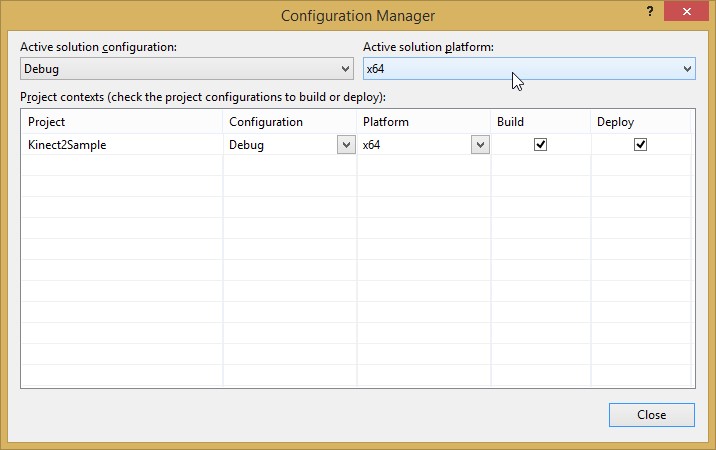 Configuration Manager
?
Active solution configuration: Active solution platform:
Debug x64
Project contexts (check the project configurations to build or deploy):
Project Configuration Platform Build Deploy
Kinect2Sample Debug x64
Close